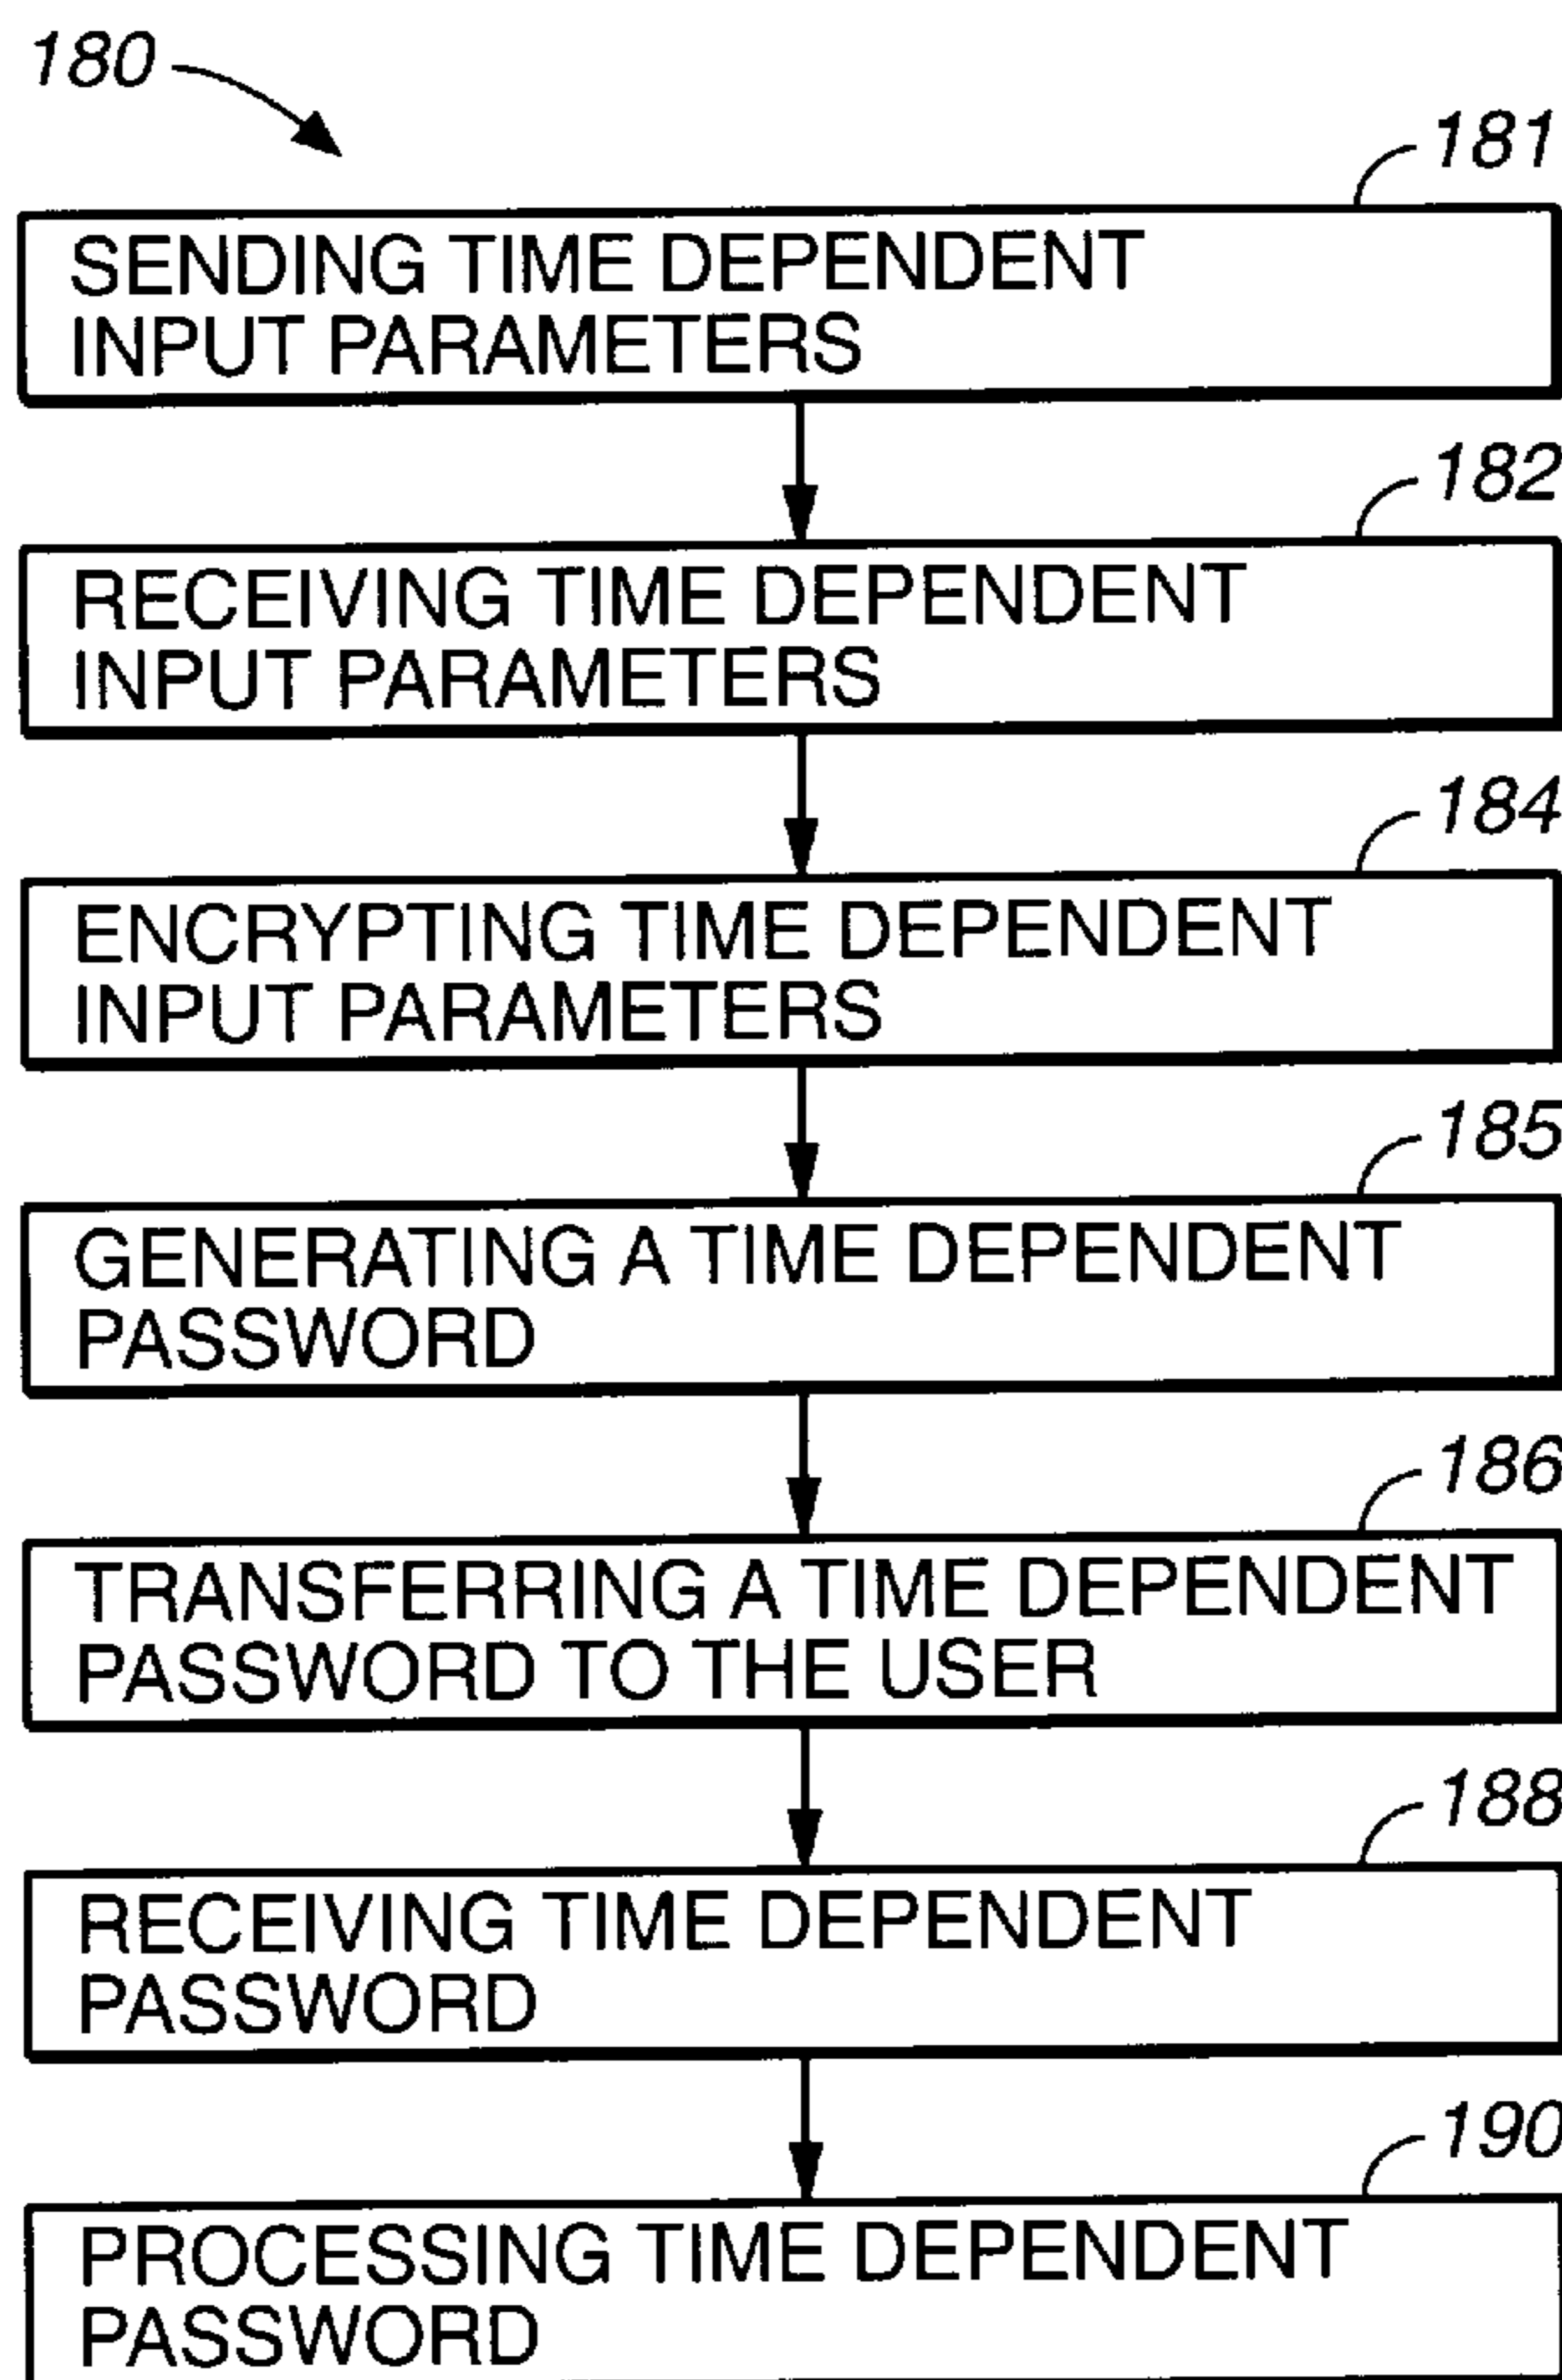 180
181
SENDING TIME DEPENDENT
INPUT PARAMETERS
182
RECEIVING TIME DEPENDENT
INPUT PARAMETERS
184
ENCRYPTING TIME DEPENDENT
INPUT PARAMETERS
185
GENERATING A TIME DEPENDENT
PASSWORD
186
TRANSFERRING A TIME DEPENDENT
PASSWORD TO THE USER
188
RECEIVING TIME DEPENDENT
PASSWORD
190
PROCESSING TIME DEPENDENT
PASSWORD